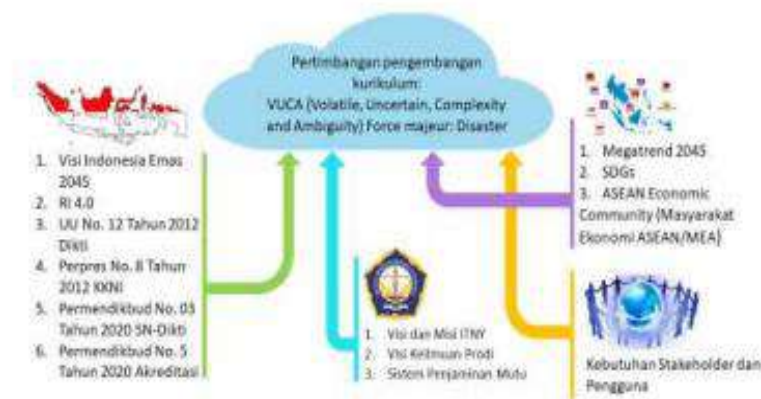 Pertimbangan pengembangan
kurikulum:
VUCA (Volatile, Uncertain, Complexity
and Ambiguity) Force majeur: Disaster
1. Visi Indonesia Emas
2045
2. RI 4.0
3. UU No. 12 Tahun 2012
Dikti
4. Perpres No. 8 Tahun
2012 KKNI
5. Permendikbud No. 03
Tahun 2020 SN-Dikti
6. Permendikbud No. 5
Tahun 2020 Akreditasi
1. Visi dan Misi ITNY
2. Visi Keilmuan Prodi
3. Sistem Penjaminan Mutu
1. Megatrend 2045
2. SDGs
3. ASEAN Economic
Community (Masyarakat
Ekonomi ASEAN/MEA)
Kebutuhan Stakeholder dan
Pengguna